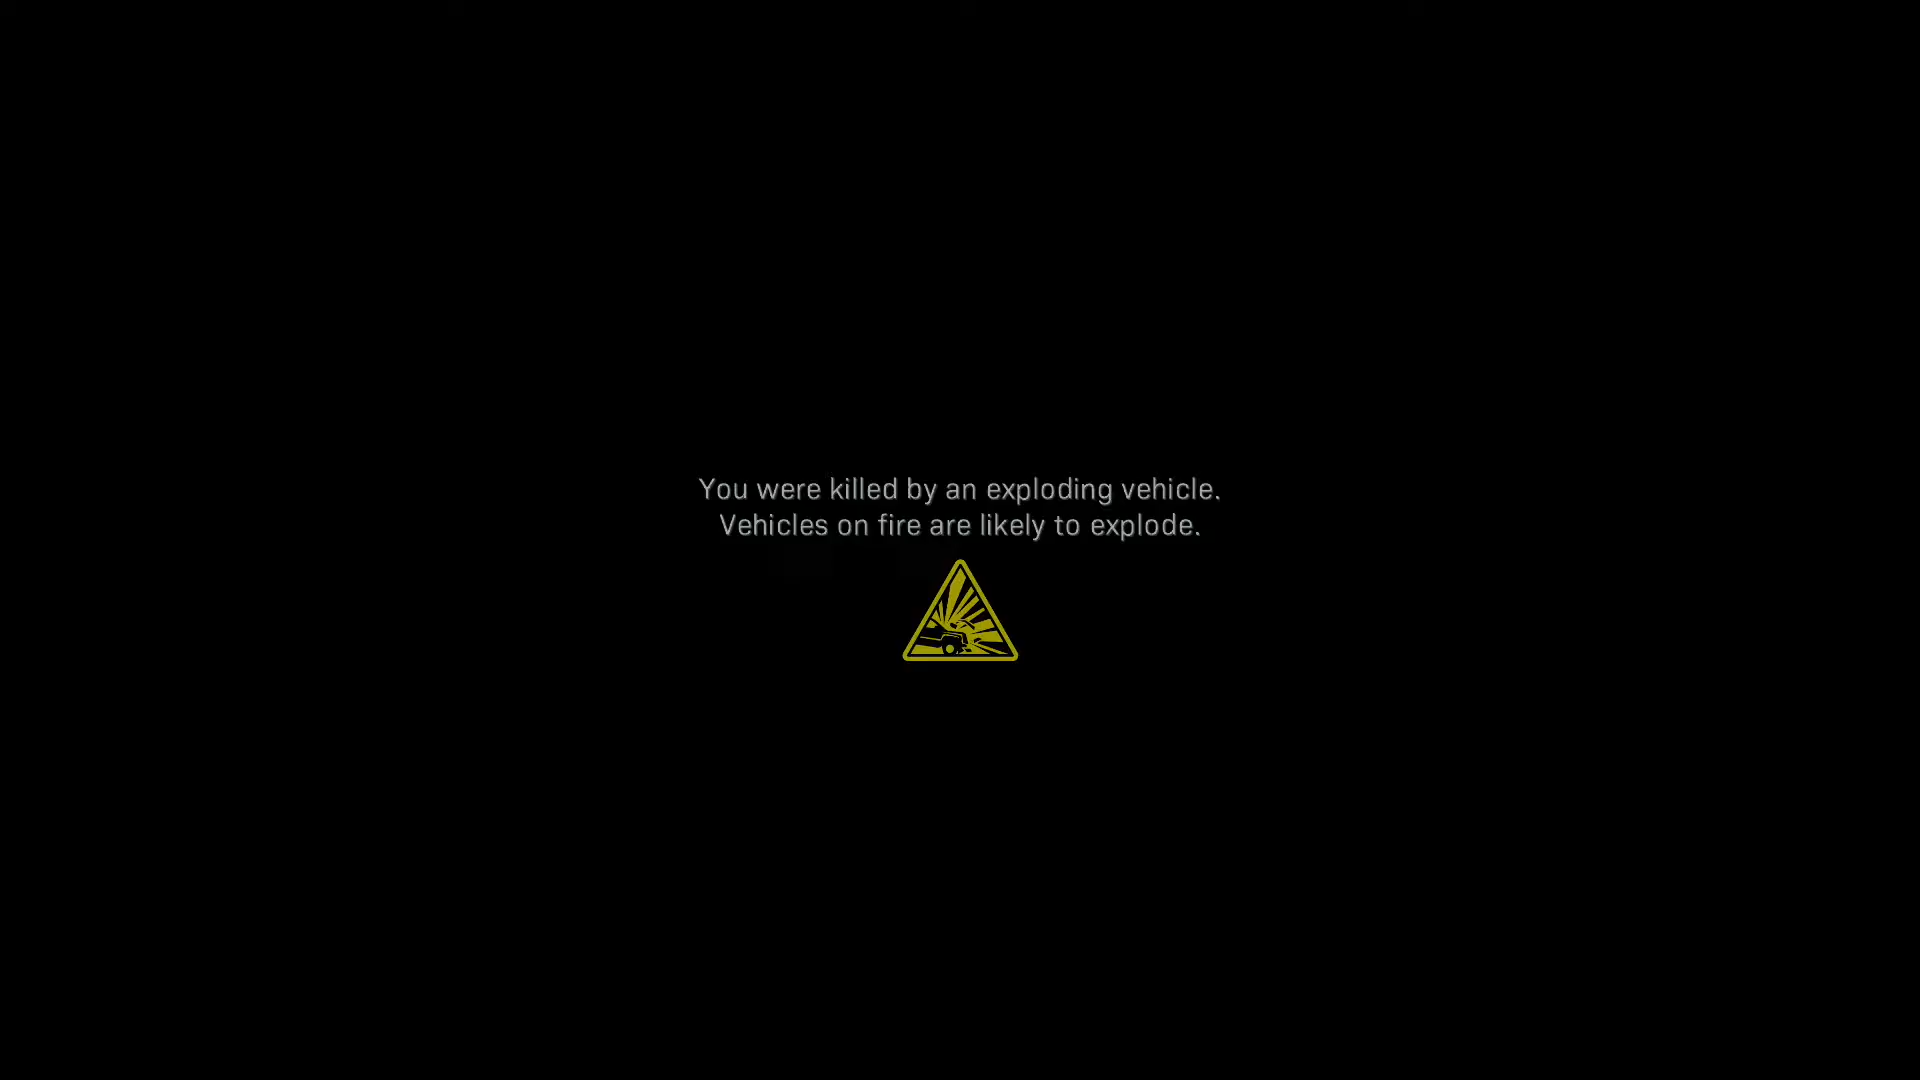 You were killed by an exploding vehicle.
Vehicles on fire are likely to explode.